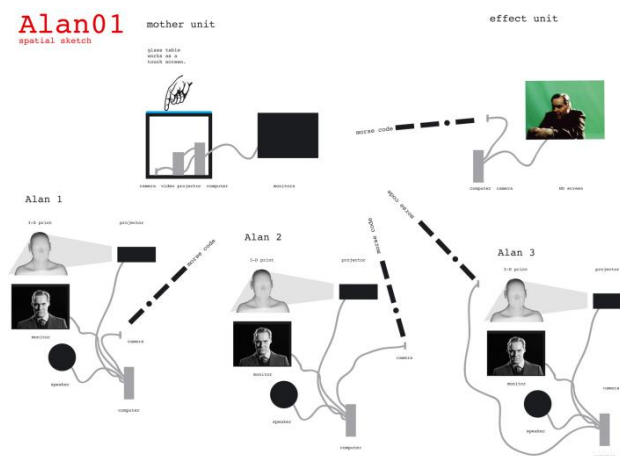 Alan01
spatial sketch
mother unit
effect unit
glass table
works as a
touch screen.
morse code
camera video projector computer
monitors
computer camera
HD screen
Alan 1
3-D print
projector
morse code
monitor
camera
speaker
computer
Alan 2
3-D print
projector
morse code
monitor
camera
speaker
computer
morse code
Alan 3
3-D print
projector
monitor
camera
speaker